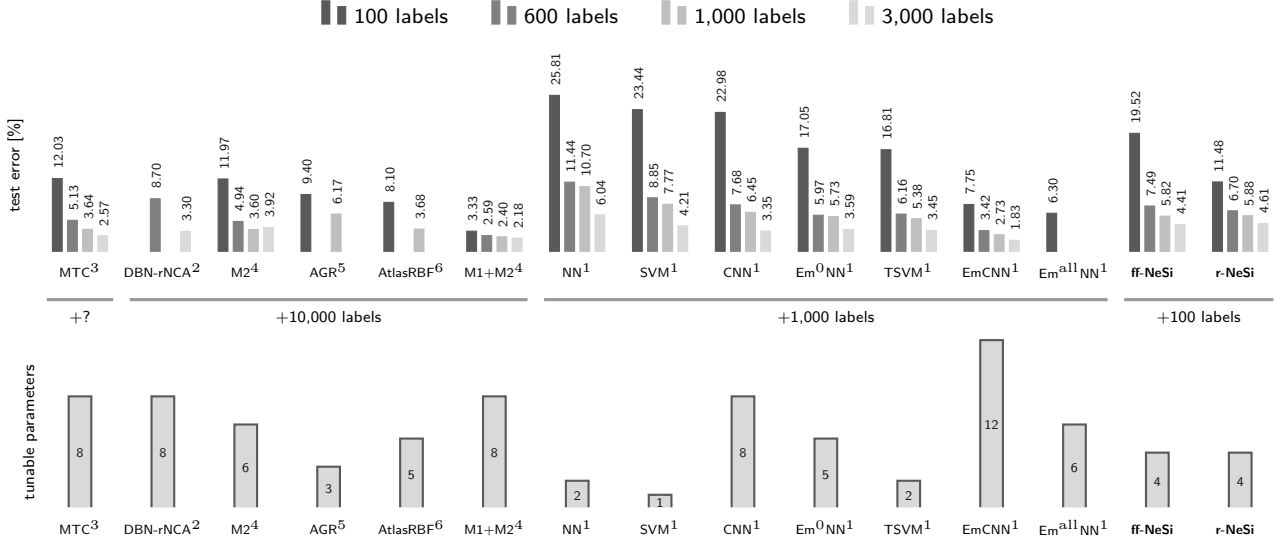 100 labels 600 labels 1,000 labels 3,000 labels
test error [%]
12.03 5.13 3.64 2.57
8.70 3.30
11.97 4.94 3.60 3.92
9.40 6.17
8.10 3.68
3.33 2.59 2.40 2.18
25.81 11.44 10.70 6.04
23.44 8.85 7.77 4.21
22.98 7.68 6.45 3.35
17.05 5.97 5.73 3.59
16.81 6.16 5.38 3.45
7.75 3.42 2.73 1.83
6.30
19.52 7.49 5.82 4.41
11.48 6.70 5.88 4.61
MTC³ DBN-rNCA² M2⁴ AGR⁵ AtlasRBF⁶ M1+M2⁴ NN¹ SVM¹ CNN¹ Em⁰NN¹ TSVM¹ EmCNN¹ Emᵃˡˡ NN¹ ff-NeSi r-NeSi
+? +10,000 labels +1,000 labels +100 labels
tunable parameters
8 8 6 3 5 8 2 1 8 5 2 12 6 4 4
MTC³ DBN-rNCA² M2⁴ AGR⁵ AtlasRBF⁶ M1+M2⁴ NN¹ SVM¹ CNN¹ Em⁰NN¹ TSVM¹ EmCNN¹ Emᵃˡˡ NN¹ ff-NeSi r-NeSi